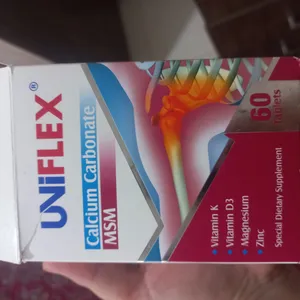 UNiFLEX®
Calcium Carbonate
MSM
60
Tablets
• Vitamin K
• Vitamin D3
• Magnesium
• Zinc
Special Dietary Supplement